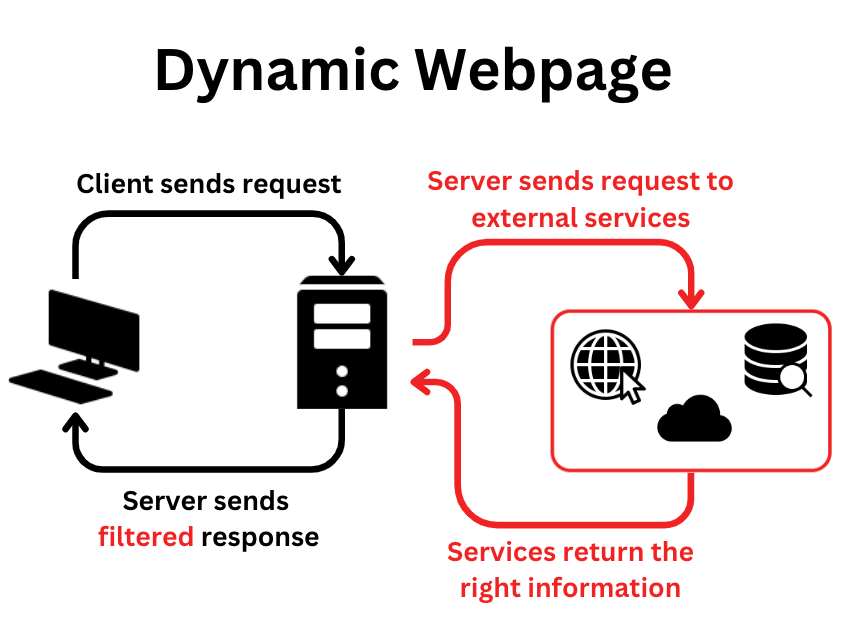 Dynamic Webpage
Client sends request
Server sends request to
external services
Server sends
filtered response
Services return the
right information